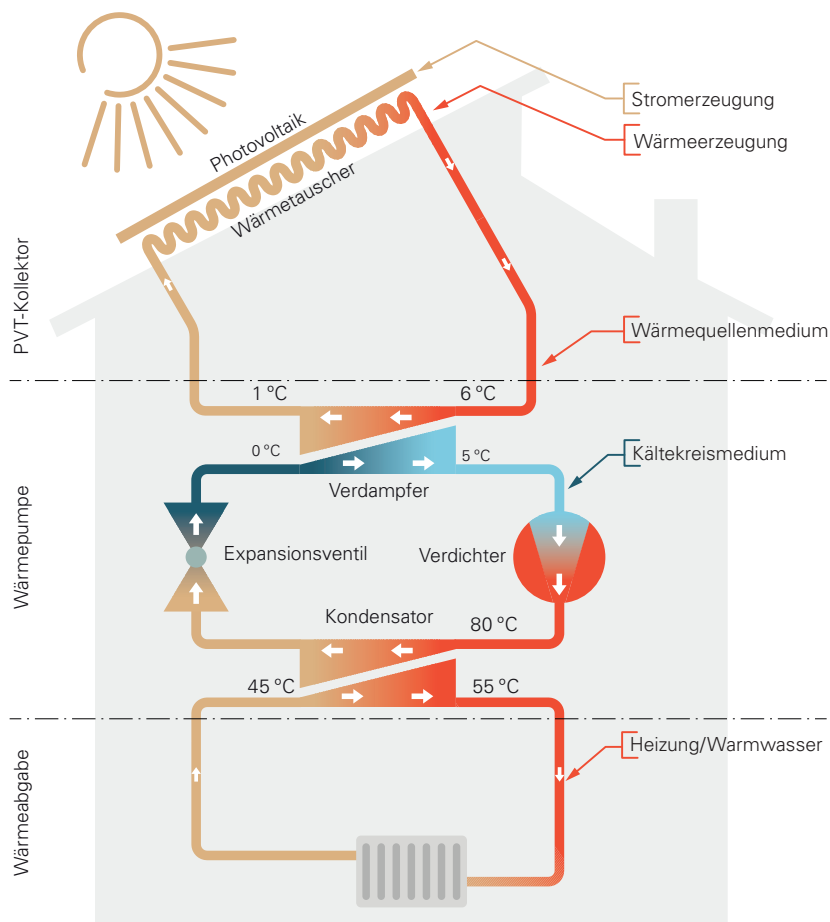 Stromerzeugung
Photovoltaik
Wärmeerzeugung
Wärmetauscher
PVT-Kollektor
Wärmequellenmedium
1 °C
6 °C
0 °C
5 °C
Kältekreismedium
Verdampfer
Wärmepumpe
Expansionsventil
Verdichter
Kondensator
80 °C
45 °C
55 °C
Heizung/Warmwasser
Wärmeabgabe